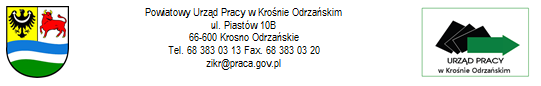 Powiatowy Urząd Pracy w Krośnie Odrzańskim
ul. Piastów 10B
66-600 Krosno Odrzańskie
Tel. 68 383 03 13 Fax. 68 383 03 20
zikr@praca.gov.pl
URZĄD PRACY
w Krośnie Odrzańskim